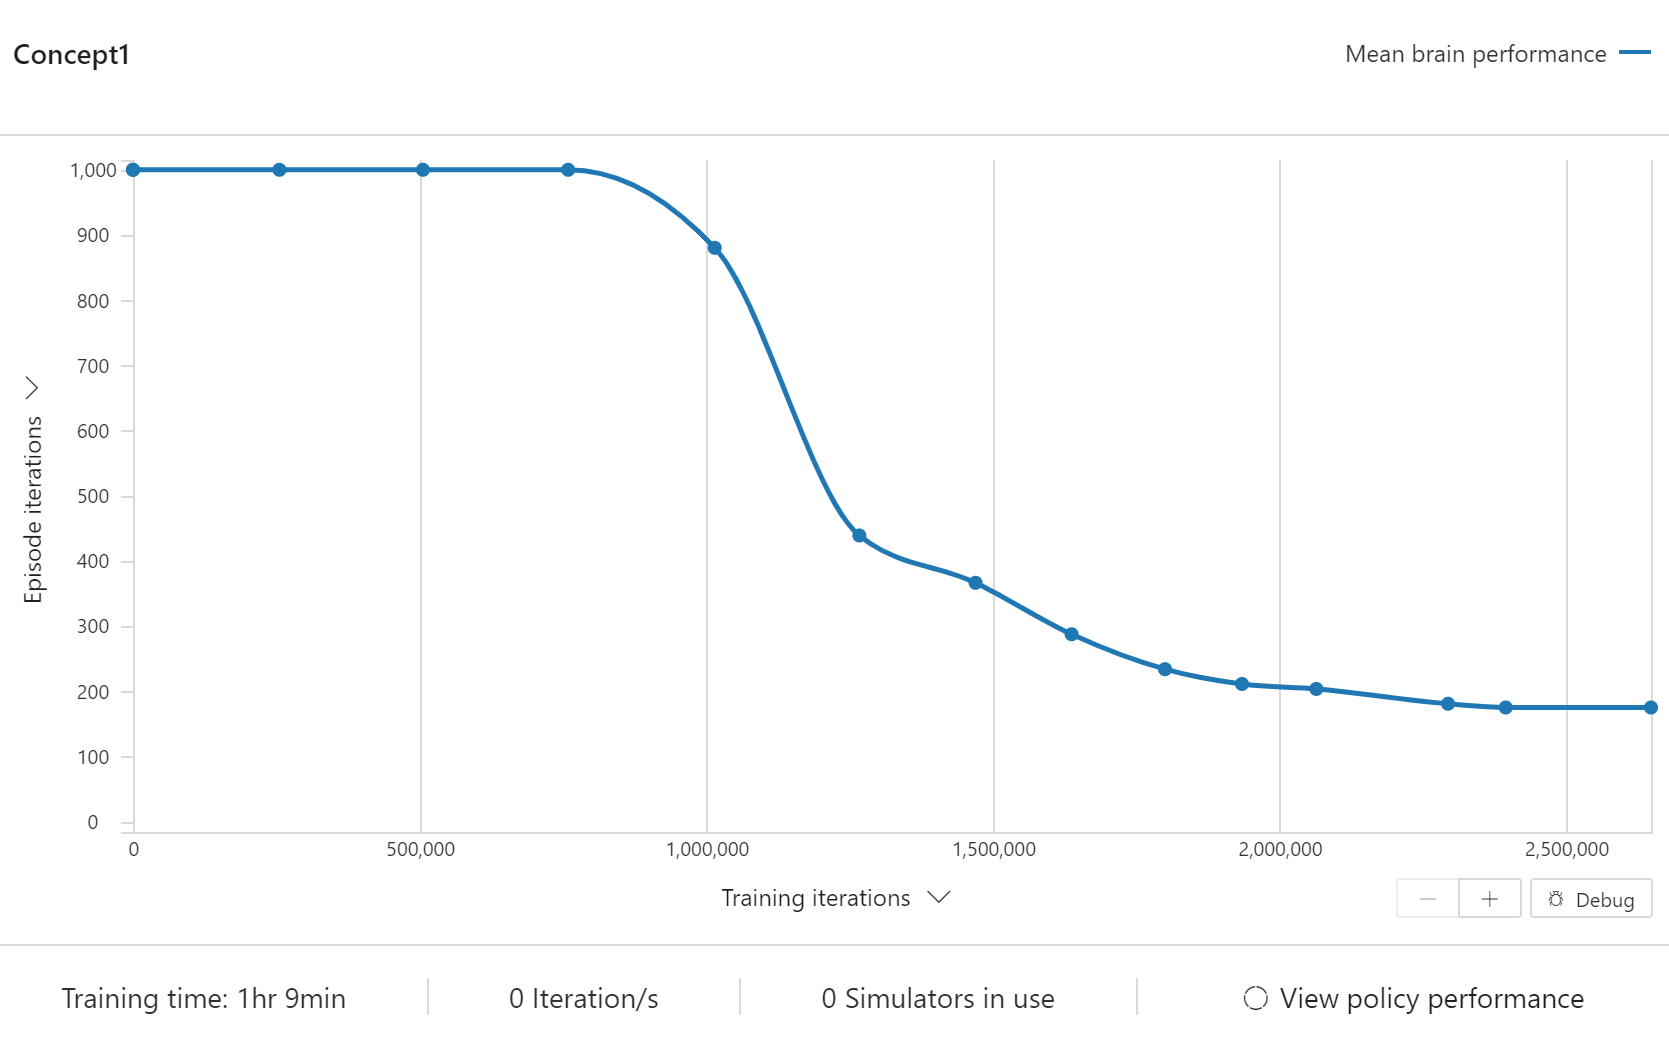 Concept1
Mean brain performance
1,000
900
800
700
600
500
400
300
200
100
0
Episode iterations
0 500,000 1,000,000 1,500,000 2,000,000 2,500,000
Training iterations
Debug
Training time: 1hr 9min
0 Iteration/s
0 Simulators in use
View policy performance